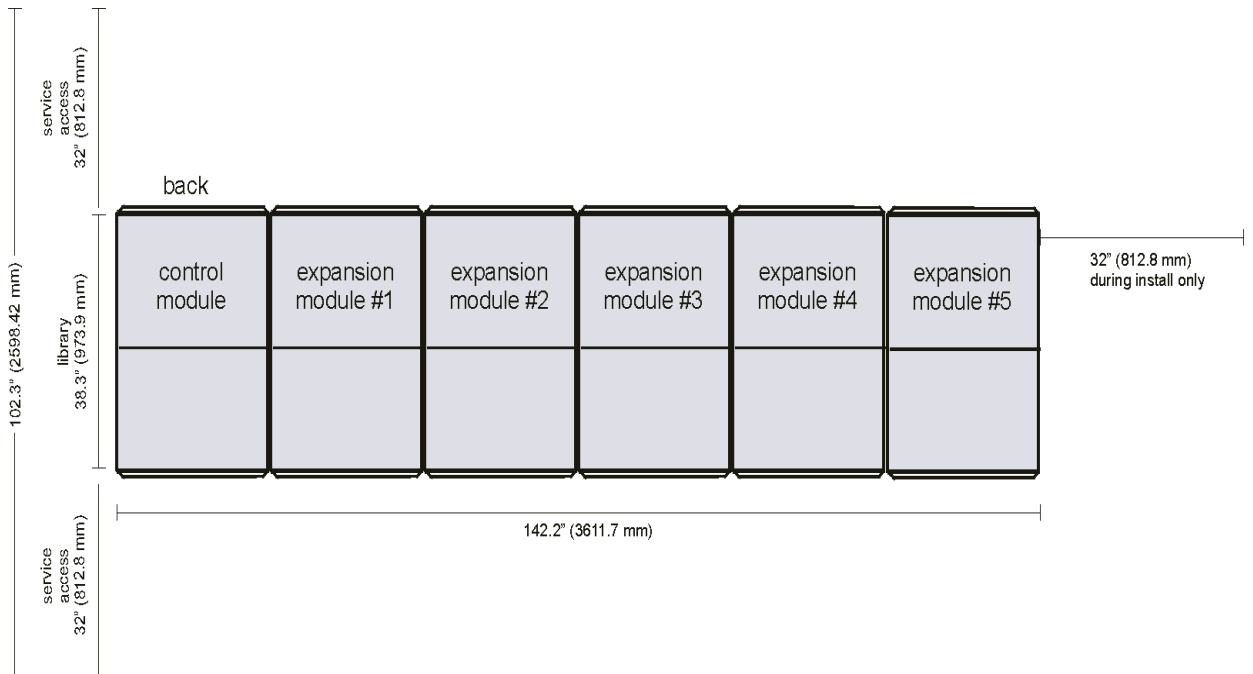 102.3” (2598.42 mm)
service
access
32” (812.8 mm)
back
library
38.3” (973.9 mm)
control
module
expansion
module #1
expansion
module #2
expansion
module #3
expansion
module #4
expansion
module #5
32” (812.8 mm)
during install only
142.2” (3611.7 mm)
service
access
32” (812.8 mm)